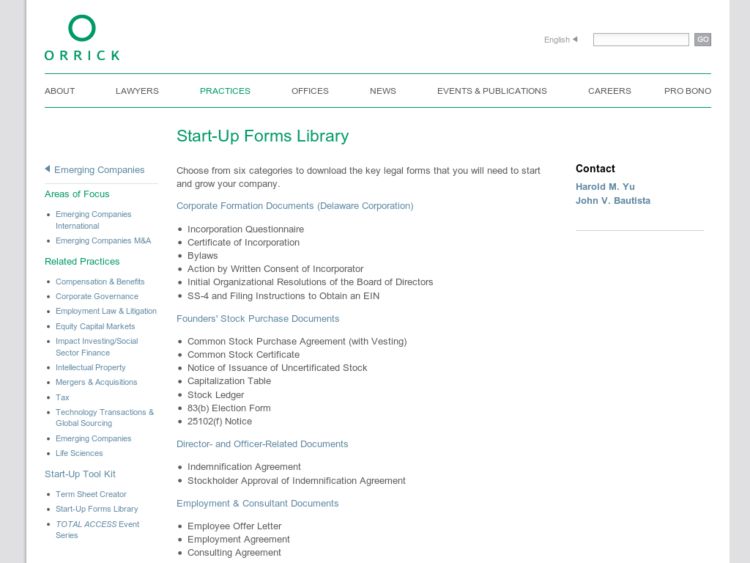 ORRICK
English
GO
ABOUT LAWYERS PRACTICES OFFICES NEWS EVENTS & PUBLICATIONS CAREERS PRO BONO
Start-Up Forms Library
Emerging Companies
Areas of Focus
Emerging Companies
International
Emerging Companies M&A
Related Practices
Compensation & Benefits
Corporate Governance
Employment Law & Litigation
Equity Capital Markets
Impact Investing/Social
Sector Finance
Intellectual Property
Mergers & Acquisitions
Tax
Technology Transactions &
Global Sourcing
Emerging Companies
Life Sciences
Start-Up Tool Kit
Term Sheet Creator
Start-Up Forms Library
TOTAL ACCESS Event
Series
Choose from six categories to download the key legal forms that you will need to start
and grow your company.
Corporate Formation Documents (Delaware Corporation)
Incorporation Questionnaire
Certificate of Incorporation
Bylaws
Action by Written Consent of Incorporator
Initial Organizational Resolutions of the Board of Directors
SS-4 and Filing Instructions to Obtain an EIN
Founders' Stock Purchase Documents
Common Stock Purchase Agreement (with Vesting)
Common Stock Certificate
Notice of Issuance of Uncertificated Stock
Capitalization Table
Stock Ledger
83(b) Election Form
25102(f) Notice
Director- and Officer-Related Documents
Indemnification Agreement
Stockholder Approval of Indemnification Agreement
Employment & Consultant Documents
Employee Offer Letter
Employment Agreement
Consulting Agreement
Contact
Harold M. Yu
John V. Bautista